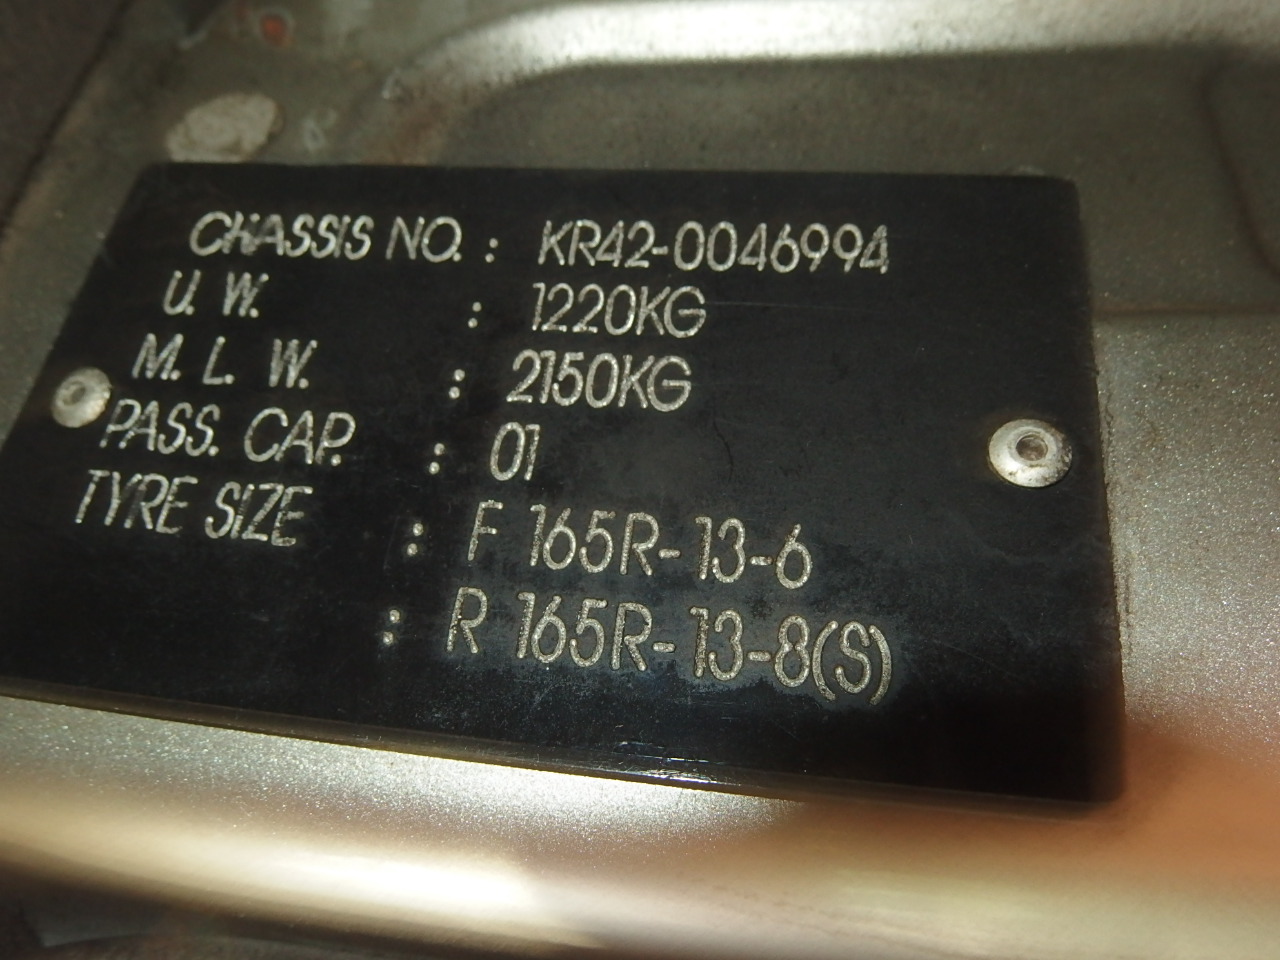 CHASSIS NO. : KR42-0046994
U. W. : 1220KG
M. L. W. : 2150KG
PASS. CAP. : 01
TYRE SIZE : F 165R-13-6
: R 165R-13-8(S)